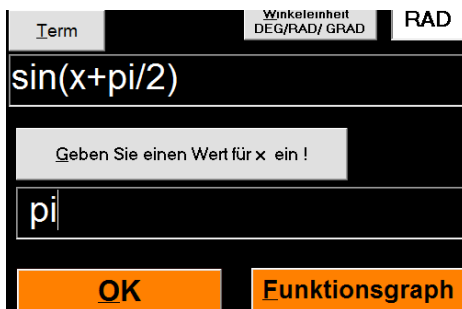 Term
Winkeleinheit
DEG/RAD/ GRAD
RAD
sin(x+pi/2)
Geben Sie einen Wert für x ein !
pi
OK
Funktionsgraph